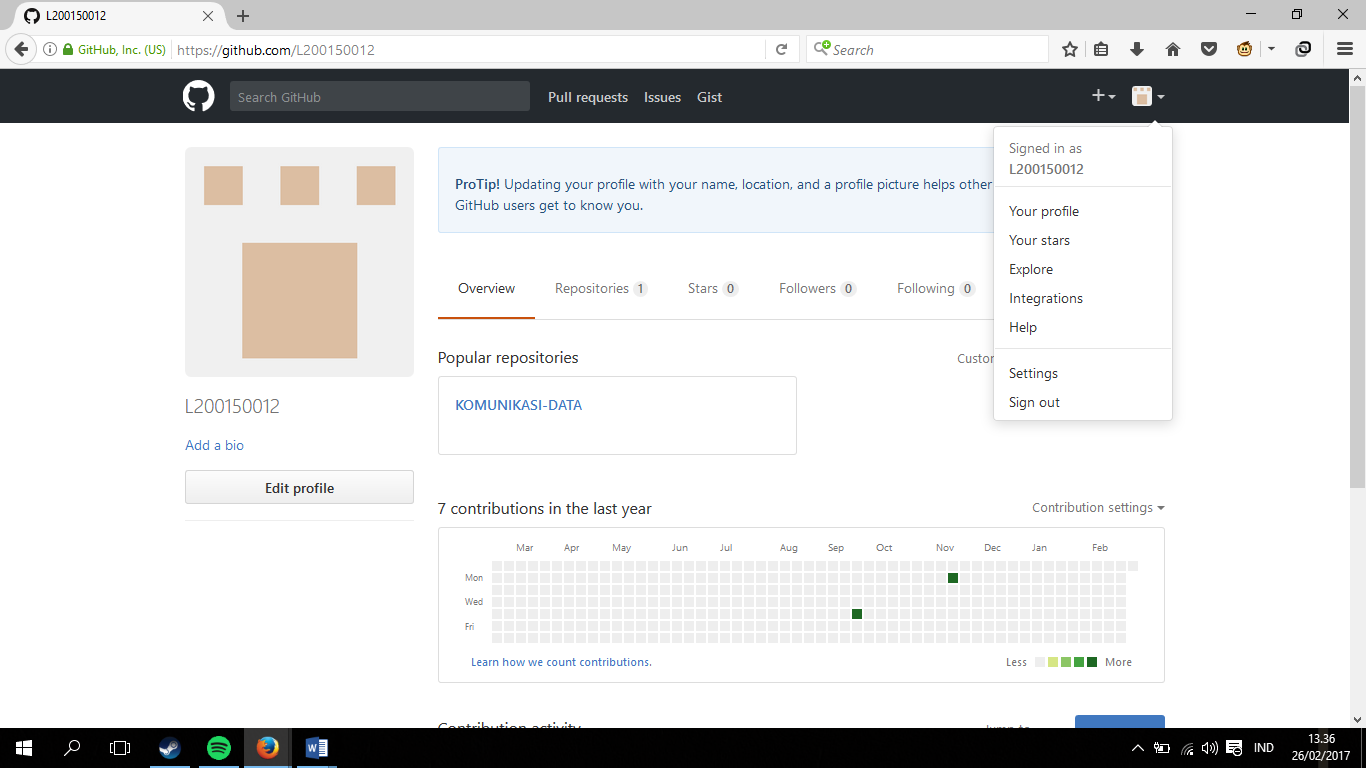 L200150012
GitHub, Inc. (US)
https://github.com/L200150012
Search
Search GitHub
Pull requests
Issues
Gist
Signed in as
L200150012
Your profile
Your stars
Explore
Integrations
Help
Settings
Sign out
ProTip! Updating your profile with your name, location, and a profile picture helps other
GitHub users get to know you.
Overview
Repositories 1
Stars 0
Followers 0
Following 0
L200150012
Add a bio
Edit profile
Popular repositories
KOMUNIKASI-DATA
7 contributions in the last year
Contribution settings
Mar Apr May Jun Jul Aug Sep Oct Nov Dec Jan Feb
Mon
Wed
Fri
Learn how we count contributions.
Less
More
Contribution activity
Jump to
IND
13.36
26/02/2017